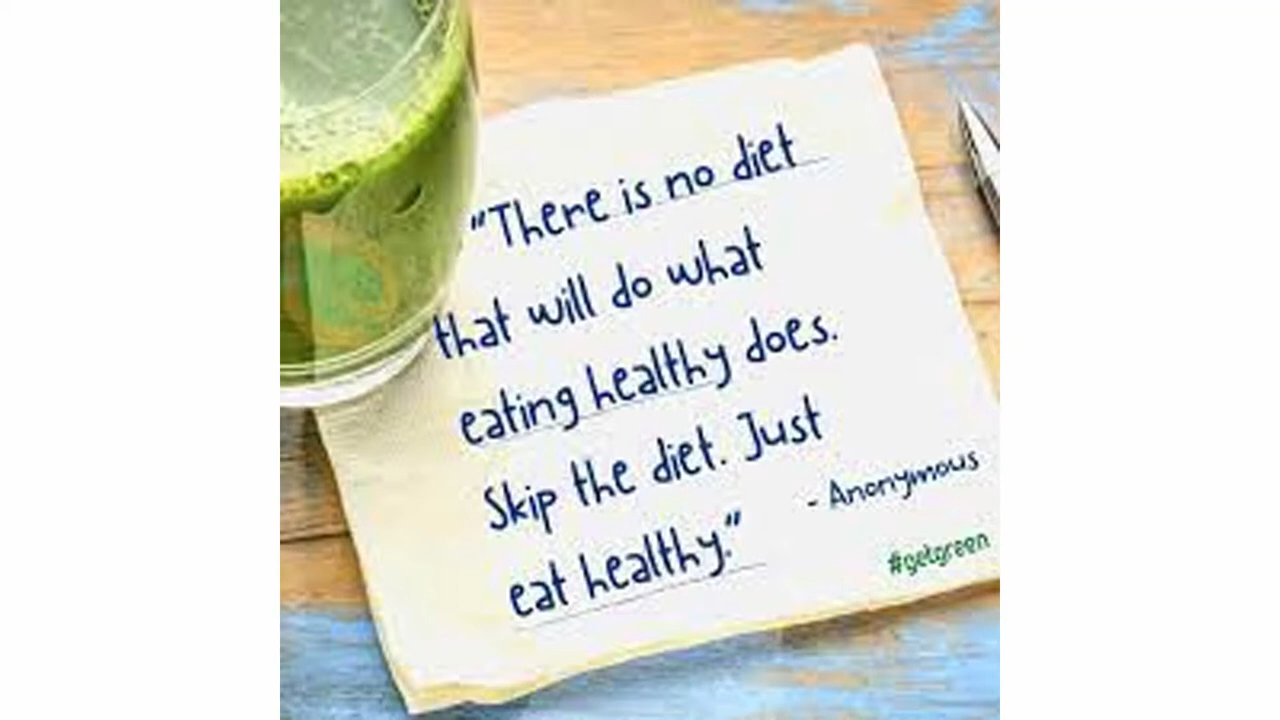 "There is no diet
that will do what
eating healthy does.
Skip the diet. Just
eat healthy."
- Anonymous
#getgreen